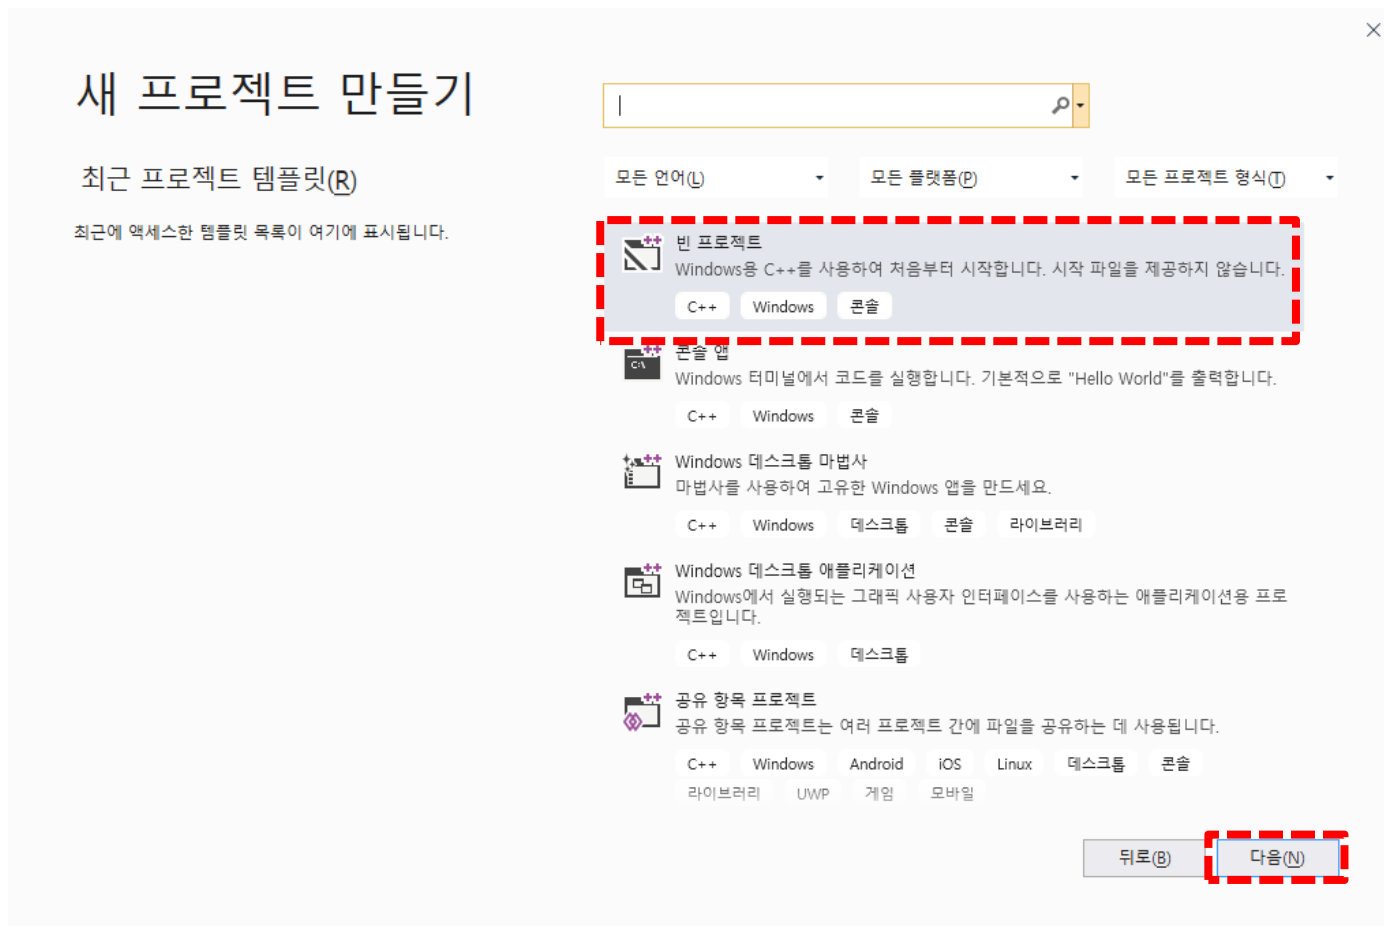 새 프로젝트 만들기
최근 프로젝트 템플릿(R)
최근에 액세스한 템플릿 목록이 여기에 표시됩니다.
모든 언어(L) 모든 플랫폼(P) 모든 프로젝트 형식(T)
빈 프로젝트
Windows용 C++를 사용하여 처음부터 시작합니다. 시작 파일을 제공하지 않습니다.
C++ Windows 콘솔
콘솔 앱
C:\
Windows 터미널에서 코드를 실행합니다. 기본적으로 "Hello World"를 출력합니다.
C++ Windows 콘솔
Windows 데스크톱 마법사
마법사를 사용하여 고유한 Windows 앱을 만드세요.
C++ Windows 데스크톱 콘솔 라이브러리
Windows 데스크톱 애플리케이션
Windows에서 실행되는 그래픽 사용자 인터페이스를 사용하는 애플리케이션용 프로
젝트입니다.
C++ Windows 데스크톱
공유 항목 프로젝트
공유 항목 프로젝트는 여러 프로젝트 간에 파일을 공유하는 데 사용됩니다.
C++ Windows Android iOS Linux 데스크톱 콘솔
라이브러리 UWP 게임 모바일
뒤로(B) 다음(N)